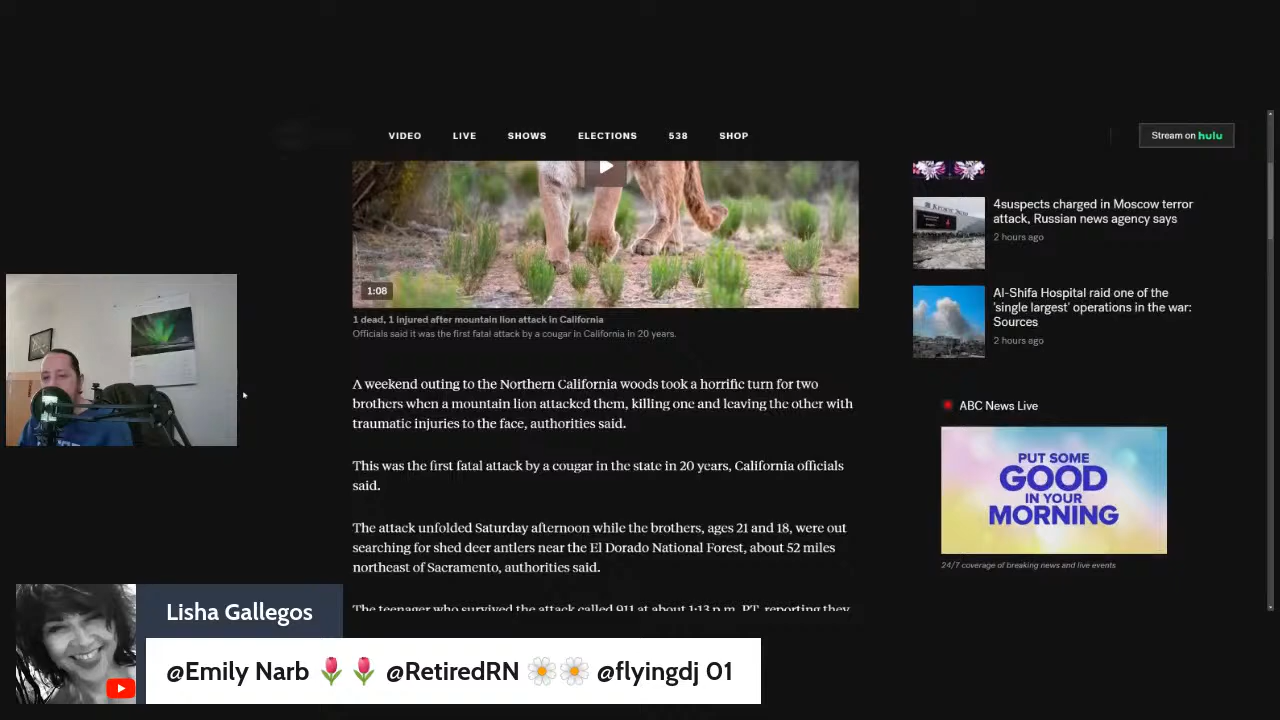 VIDEO LIVE SHOWS ELECTIONS 538 SHOP Stream on hulu
1:08
1 dead, 1 injured after mountain lion attack in California
Officials said it was the first fatal attack by a cougar in California in 20 years.
A weekend outing to the Northern California woods took a horrific turn for two
brothers when a mountain lion attacked them, killing one and leaving the other with
traumatic injuries to the face, authorities said.
This was the first fatal attack by a cougar in the state in 20 years, California officials
said.
The attack unfolded Saturday afternoon while the brothers, ages 21 and 18, were out
searching for shed deer antlers near the El Dorado National Forest, about 52 miles
northeast of Sacramento, authorities said.
The teenager who survived the attack called 911 at about 1:13 p.m. PT, reporting they
4suspects charged in Moscow terror
attack, Russian news agency says
2 hours ago
Al-Shifa Hospital raid one of the
'single largest' operations in the war:
Sources
2 hours ago
ABC News Live
PUT SOME
GOOD
IN YOUR
MORNING
24/7 coverage of breaking news and live events
Lisha Gallegos
@Emily Narb 🌷🌷 @RetiredRN 🌼🌼 @flyingdj 01